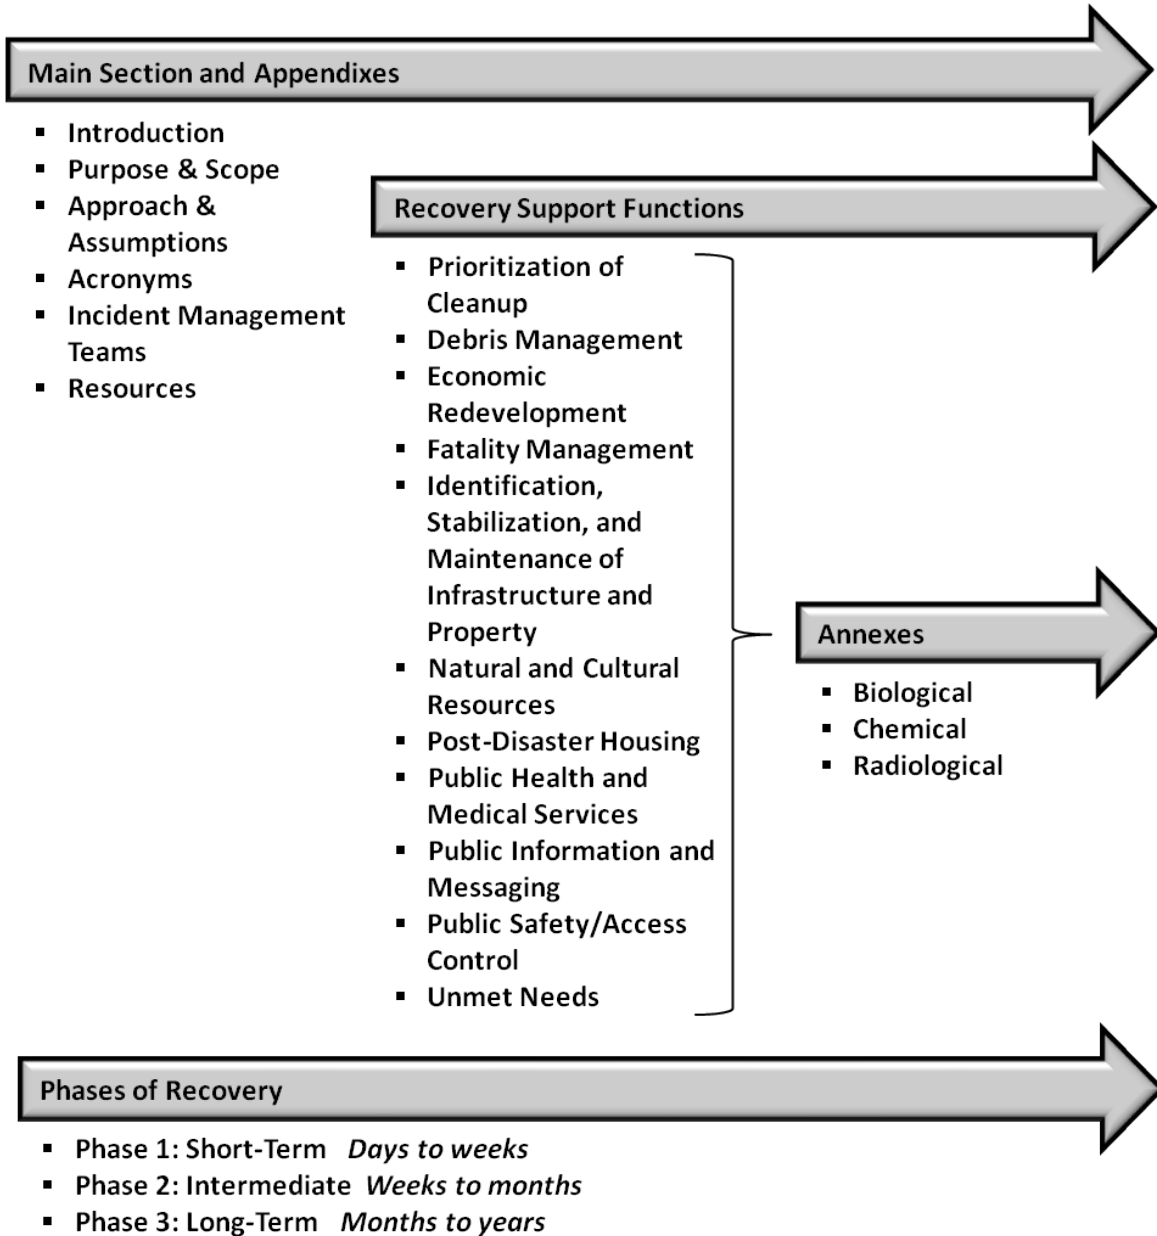 Main Section and Appendixes
▪ Introduction
▪ Purpose & Scope
▪ Approach &
Assumptions
▪ Acronyms
▪ Incident Management
Teams
▪ Resources
Recovery Support Functions
▪ Prioritization of
Cleanup
▪ Debris Management
▪ Economic
Redevelopment
▪ Fatality Management
▪ Identification,
Stabilization, and
Maintenance of
Infrastructure and
Property
▪ Natural and Cultural
Resources
▪ Post-Disaster Housing
▪ Public Health and
Medical Services
▪ Public Information and
Messaging
▪ Public Safety/Access
Control
▪ Unmet Needs
Annexes
▪ Biological
▪ Chemical
▪ Radiological
Phases of Recovery
▪ Phase 1: Short-Term Days to weeks
▪ Phase 2: Intermediate Weeks to months
▪ Phase 3: Long-Term Months to years